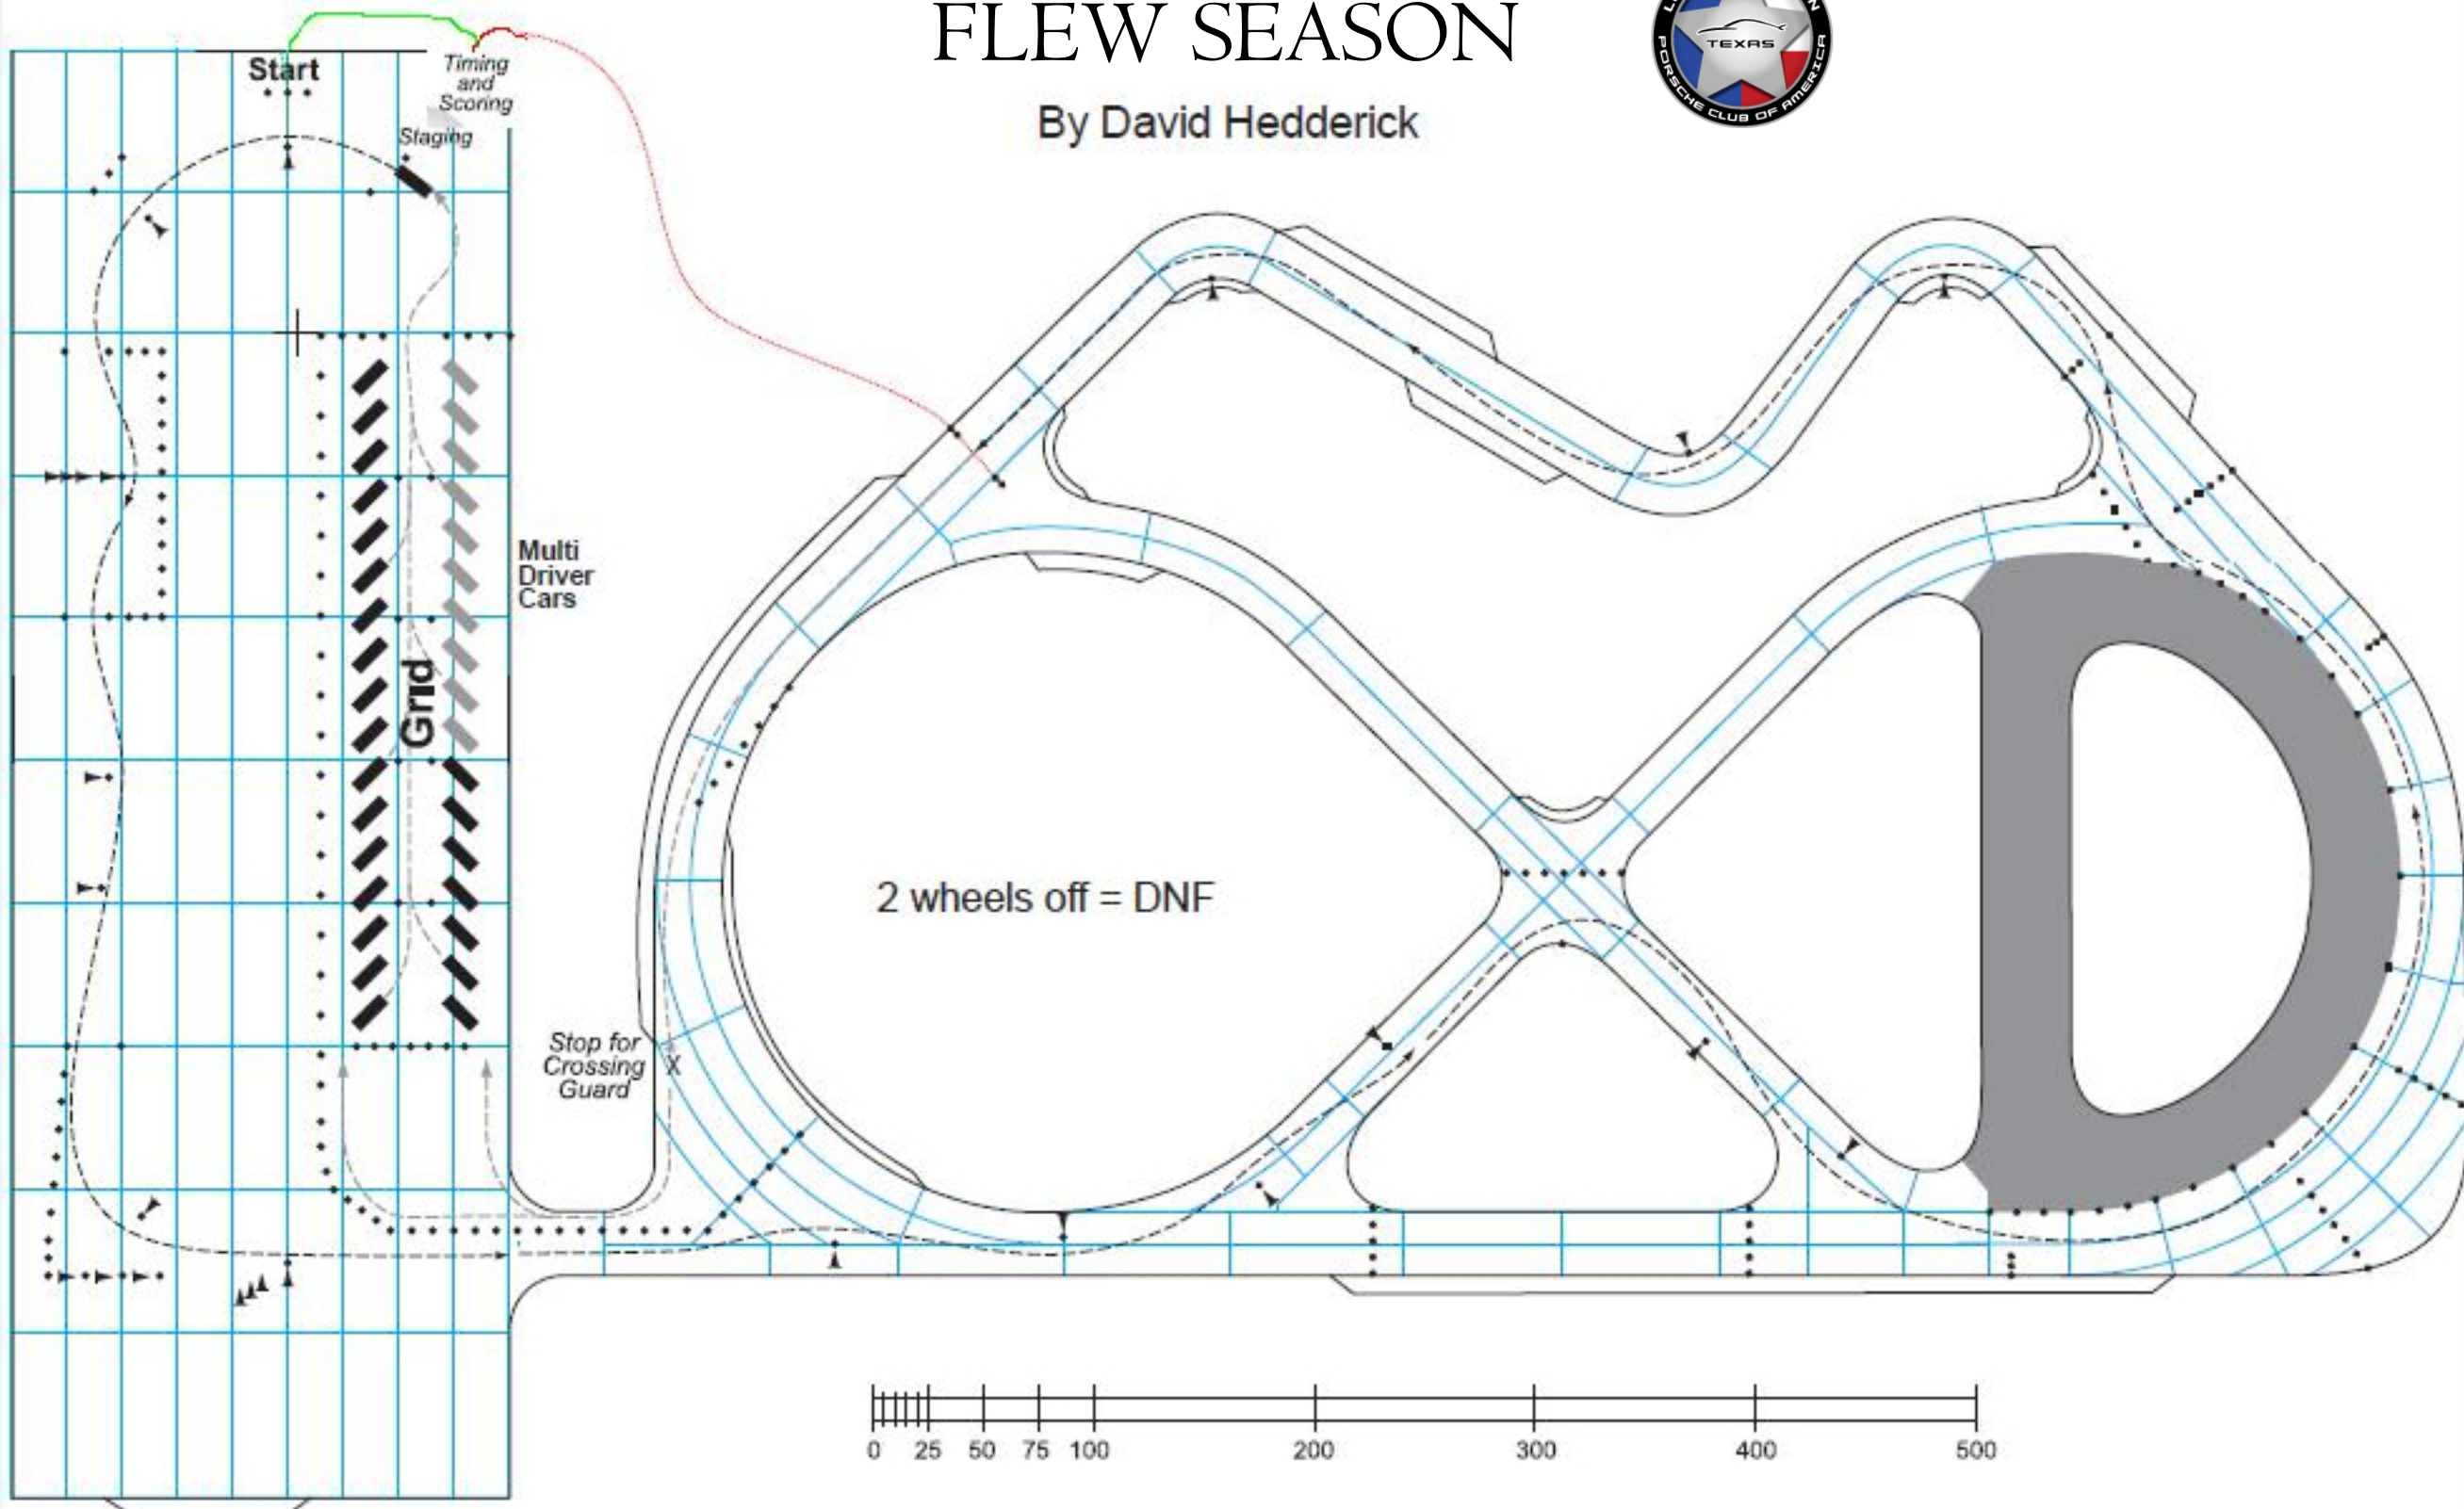 FLEW SEASON
By David Hedderick
TEXAS
PORSCHE CLUB OF AMERICA
Start
Timing
and
Scoring
Staging
Multi
Driver
Cars
Grid
2 wheels off = DNF
Stop for
Crossing
Guard
X
0 25 50 75 100 200 300 400 500